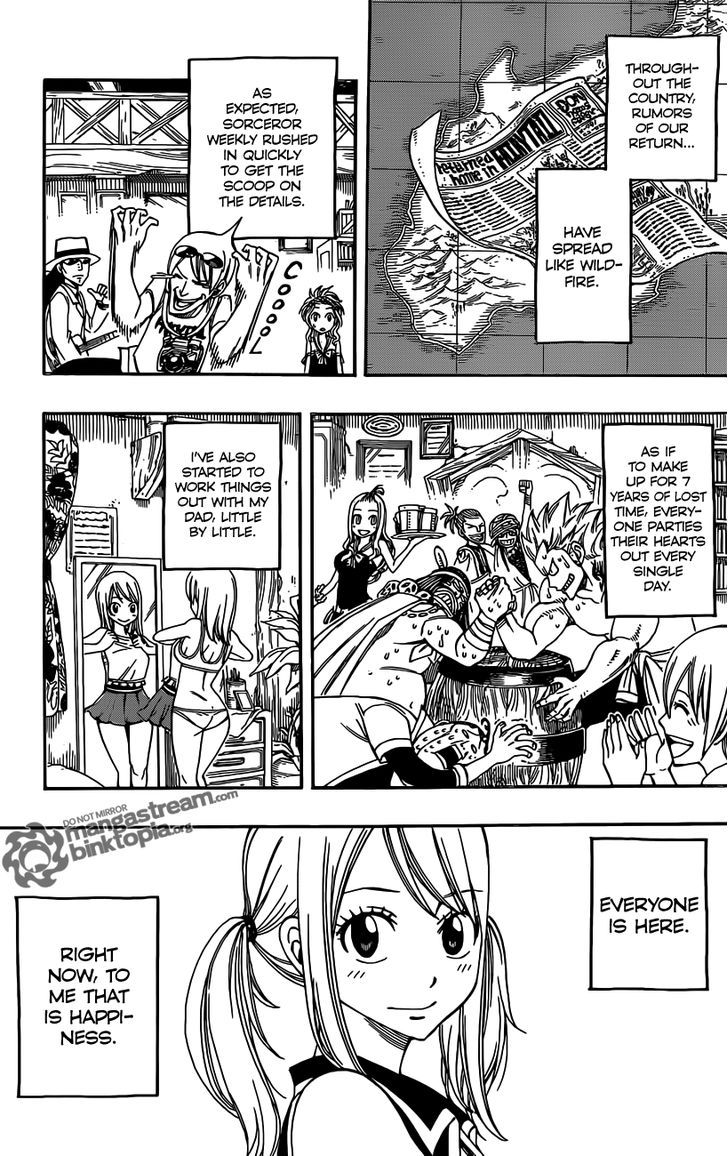 THROUGH-
OUT THE
COUNTRY,
RUMORS
OF OUR
RETURN...
returned
home in
HAVE
SPREAD
LIKE WILD-
FIRE.
AS
EXPECTED,
SORCEROR
WEEKLY RUSHED
IN QUICKLY
TO GET THE
SCOOP ON
THE DETAILS.
COOOOL
AS IF
TO MAKE
UP FOR 7
YEARS OF LOST
TIME, EVERY-
ONE PARTIES
THEIR HEARTS
OUT EVERY
SINGLE
DAY.
I'VE ALSO
STARTED TO
WORK THINGS
OUT WITH MY
DAD, LITTLE
BY LITTLE.
DO NOT MIRROR
mangastream.com
binktopia.org
EVERYONE
IS HERE.
RIGHT
NOW, TO
ME THAT
IS HAPPI-
NESS.